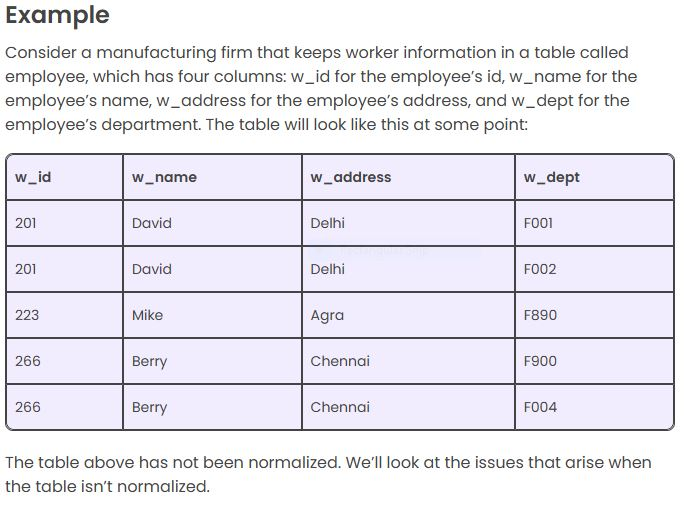 Example
Consider a manufacturing firm that keeps worker information in a table called
employee, which has four columns: w_id for the employee’s id, w_name for the
employee’s name, w_address for the employee’s address, and w_dept for the
employee’s department. The table will look like this at some point:
w_id w_name w_address w_dept
201 David Delhi F001
201 David Delhi F002
223 Mike Agra F890
266 Berry Chennai F900
266 Berry Chennai F004
The table above has not been normalized. We’ll look at the issues that arise when
the table isn’t normalized.